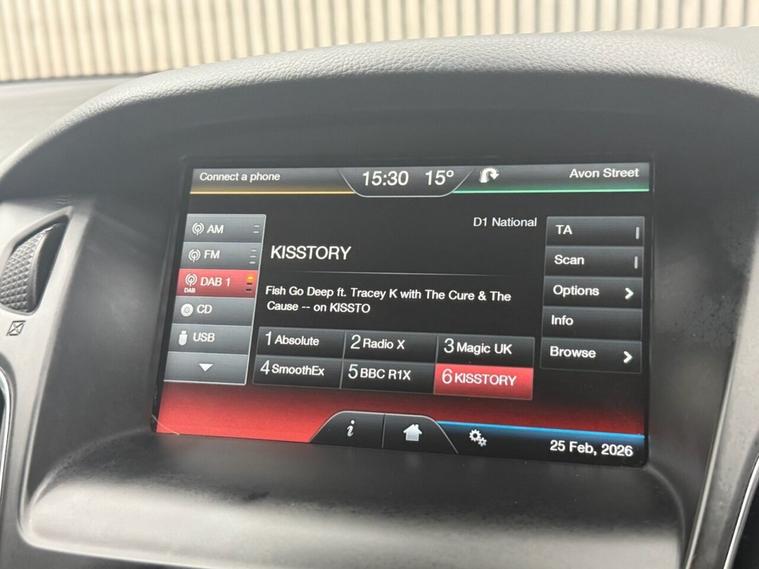 Connect a phone
15:30 15°
Avon Street
AM
FM
DAB
DAB 1
CD
USB
D1 National
KISSTORY
Fish Go Deep ft. Tracey K with The Cure & The
Cause -- on KISSTO
1 Absolute
2 Radio X
3 Magic UK
4 SmoothEx
5 BBC R1X
6 KISSTORY
TA
Scan
Options
Info
Browse
i
25 Feb, 2026